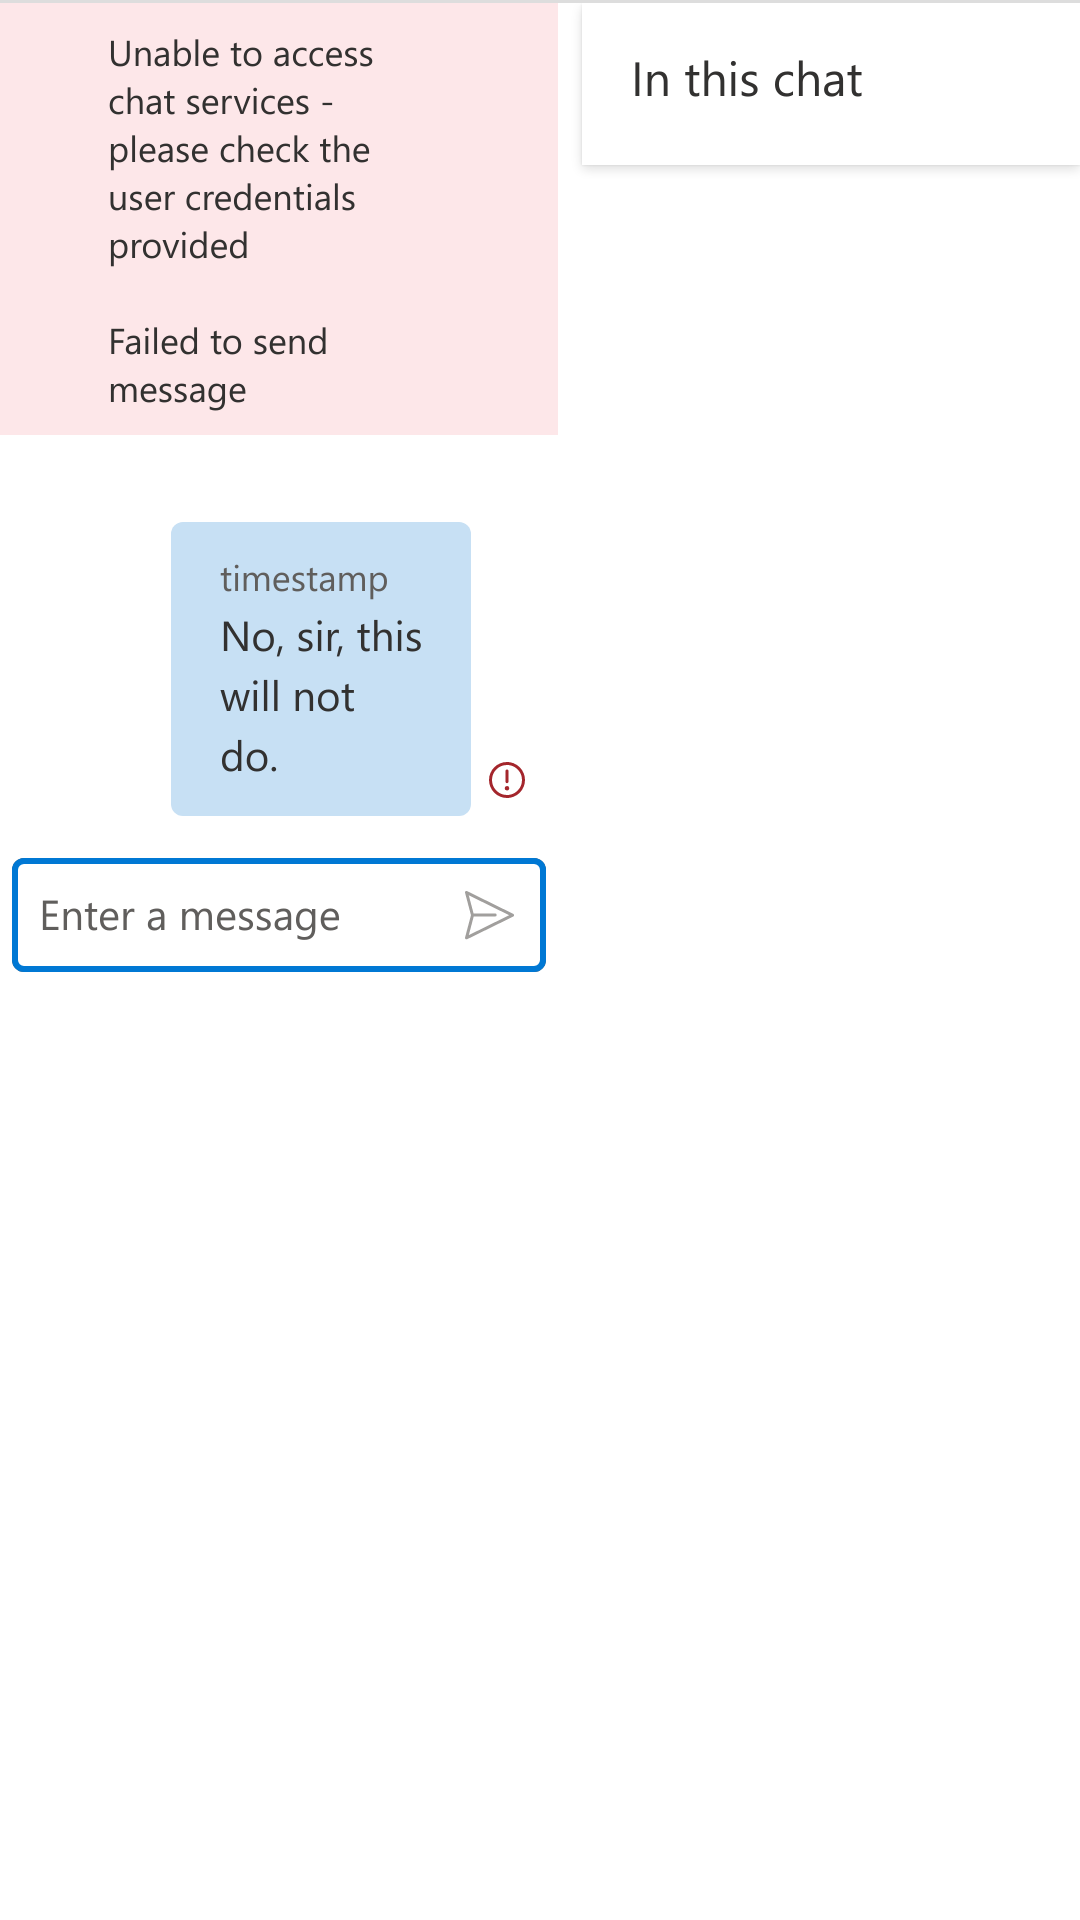 Unable to access
chat services -
please check the
user credentials
provided
Failed to send
message
In this chat
timestamp
No, sir, this
will not
do.
Enter a message